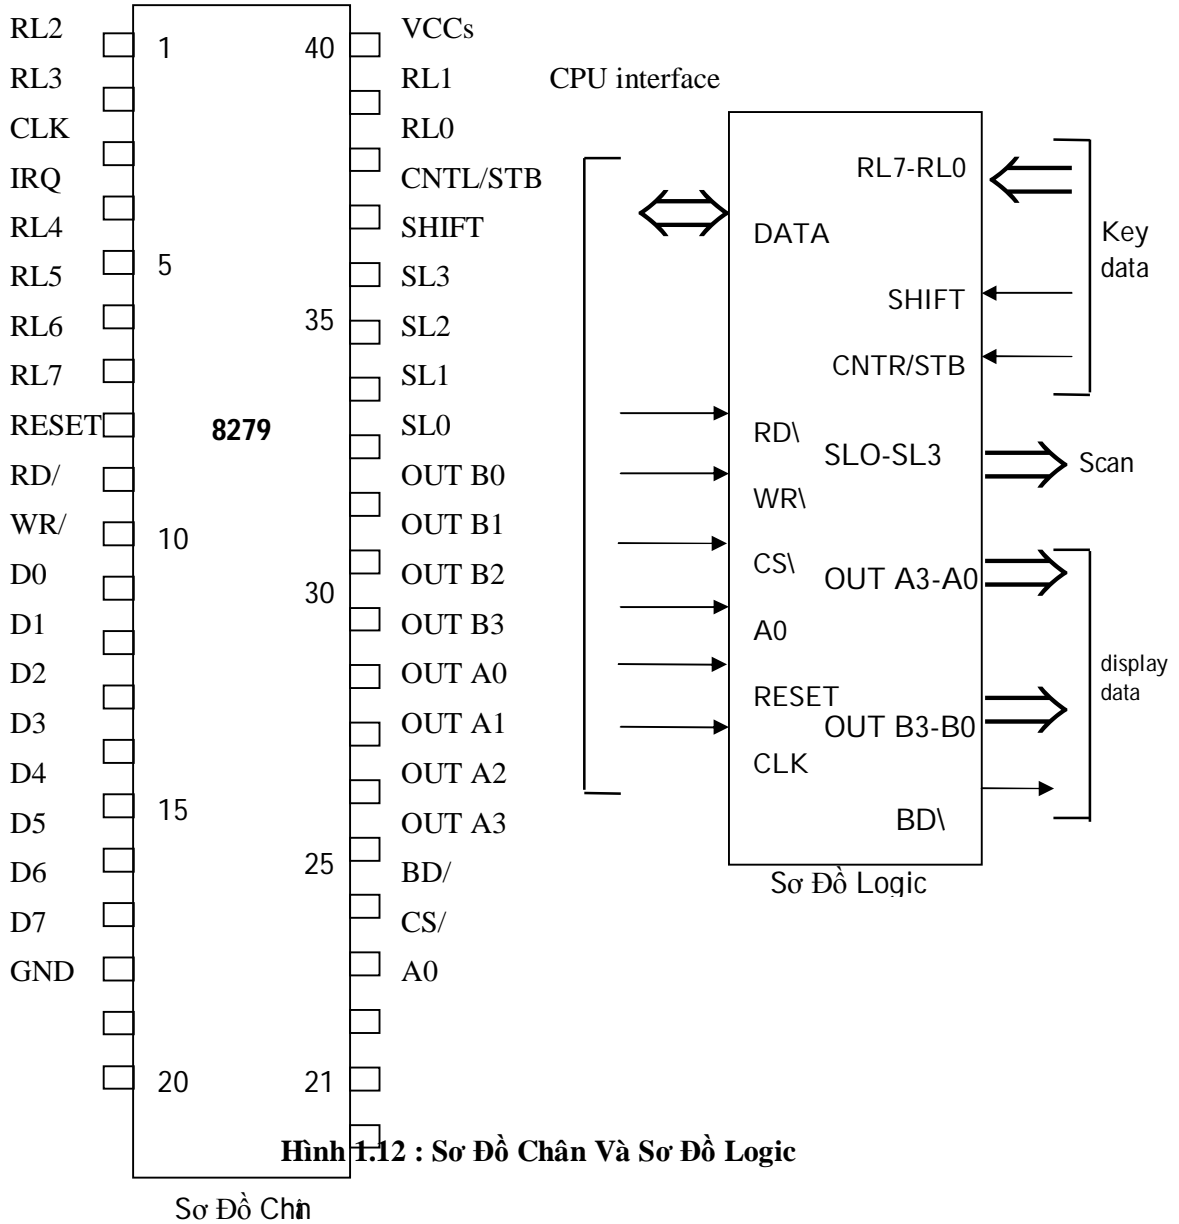 RL2
RL3
CLK
IRQ
RL4
RL5
RL6
RL7
RESET
RD/
WR/
D0
D1
D2
D3
D4
D5
D6
D7
GND
1
5
10
15
20
8279
40
35
30
25
21
VCCs
RL1
RL0
CNTL/STB
SHIFT
SL3
SL2
SL1
SL0
OUT B0
OUT B1
OUT B2
OUT B3
OUT A0
OUT A1
OUT A2
OUT A3
BD/
CS/
A0
Sơ Đồ Chân
CPU interface
DATA
RD\
WR\
CS\
A0
RESET
CLK
RL7-RL0
SHIFT
CNTR/STB
SLO-SL3
OUT A3-A0
OUT B3-B0
BD\
Key
data
Scan
display
data
Sơ Đồ Logic
Hình 1.12 : Sơ Đồ Chân Và Sơ Đồ Logic